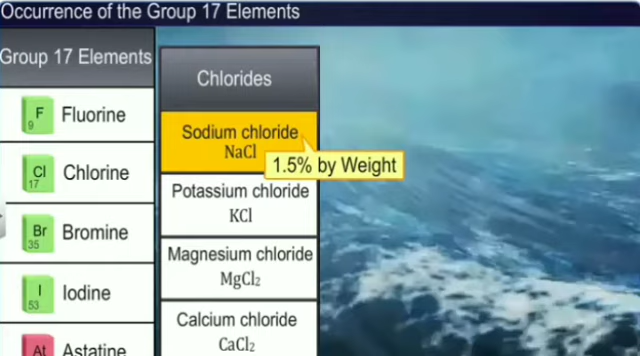 Occurrence of the Group 17 Elements
Group 17 Elements
F
9
Fluorine
Cl
17
Chlorine
Br
35
Bromine
I
53
Iodine
At
Astatine
Chlorides
Sodium chloride
NaCl
1.5% by Weight
Potassium chloride
KCl
Magnesium chloride
MgCl₂
Calcium chloride
CaCl₂